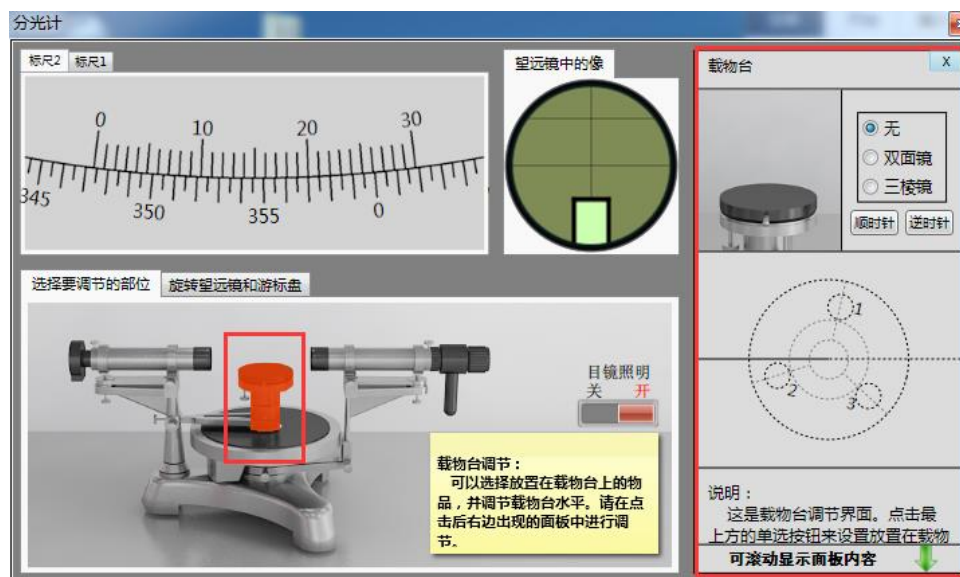 分光计
标尺2 标尺1
0 10 20 30
345 350 355 0
望远镜中的像
载物台 X
无
双面镜
三棱镜
顺时针 逆时针
选择要调节的部位 旋转望远镜和游标盘
目镜照明
关 开
载物台调节：
可以选择放置在载物台上的物
品，并调节载物台水平。请在点
击后右边出现的面板中进行调
节。
1
2
3
说明：
这是载物台调节界面。点击最
上方的单选按钮来设置放置在载物
可滚动显示面板内容